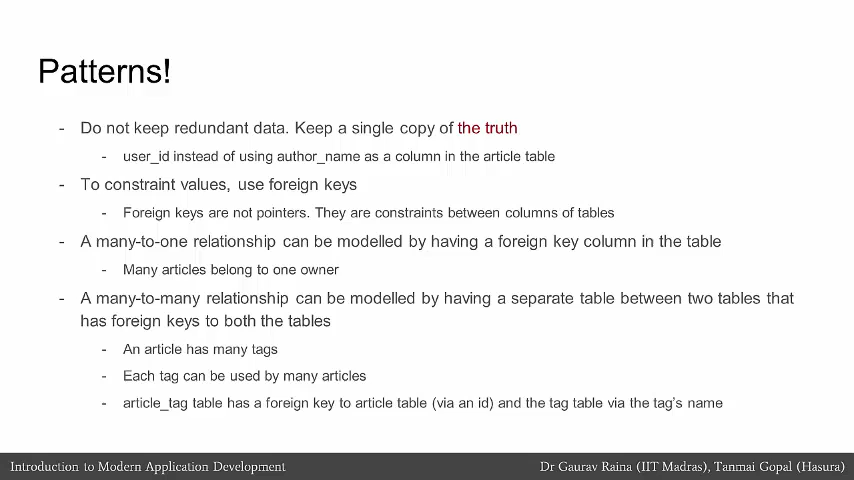 Patterns!
- Do not keep redundant data. Keep a single copy of the truth
- user_id instead of using author_name as a column in the article table
- To constraint values, use foreign keys
- Foreign keys are not pointers. They are constraints between columns of tables
- A many-to-one relationship can be modelled by having a foreign key column in the table
- Many articles belong to one owner
- A many-to-many relationship can be modelled by having a separate table between two tables that
has foreign keys to both the tables
- An article has many tags
- Each tag can be used by many articles
- article_tag table has a foreign key to article table (via an id) and the tag table via the tag's name
Introduction to Modern Application Development
Dr Gaurav Raina (IIT Madras), Tanmai Gopal (Hasura)